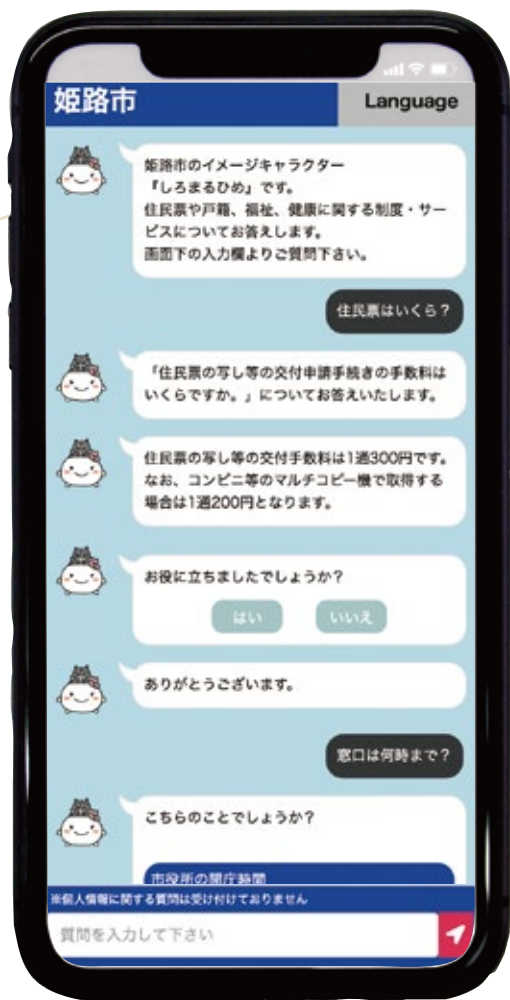 姫路市
Language
姫路市のイメージキャラクター
『しろまるひめ』です。
住民票や戸籍、福祉、健康に関する制度・サー
ビスについてお答えします。
画面下の入力欄よりご質問下さい。
住民票はいくら？
「住民票の写し等の交付申請手続きの手数料は
いくらですか。」についてお答えいたします。
住民票の写し等の交付手数料は1通300円です。
なお、コンビニ等のマルチコピー機で取得する
場合は1通200円となります。
お役に立ちましたでしょうか？
はい
いいえ
ありがとうございます。
窓口は何時まで？
こちらのことでしょうか？
市役所の開庁時間
※個人情報に関する質問は受け付けておりません
質問を入力して下さい